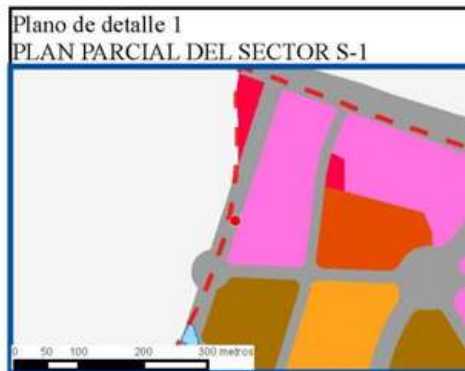 Plano de detalle 1
PLAN PARCIAL DEL SECTOR S-1
0 50 100 200 300 metros